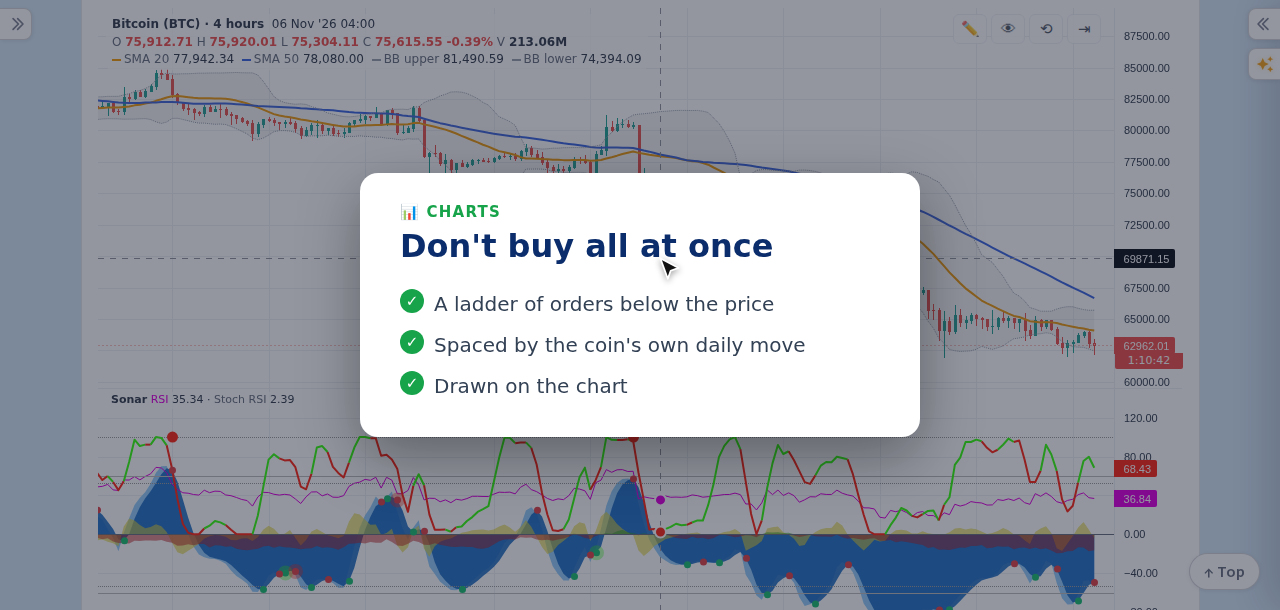 Bitcoin (BTC) · 4 hours 06 Nov '26 04:00
O 75,912.71 H 75,920.01 L 75,304.11 C 75,615.55 -0.39% V 213.06M
SMA 20 77,942.34 SMA 50 78,080.00 BB upper 81,490.59 BB lower 74,394.09
87500.00
85000.00
82500.00
80000.00
77500.00
75000.00
72500.00
69871.15
67500.00
65000.00
62962.01
1:10:42
60000.00
📊 CHARTS
Don't buy all at once
✓ A ladder of orders below the price
✓ Spaced by the coin's own daily move
✓ Drawn on the chart
Sonar RSI 35.34 · Stoch RSI 2.39
120.00
80.00
68.43
36.84
0.00
−40.00
↑ Top